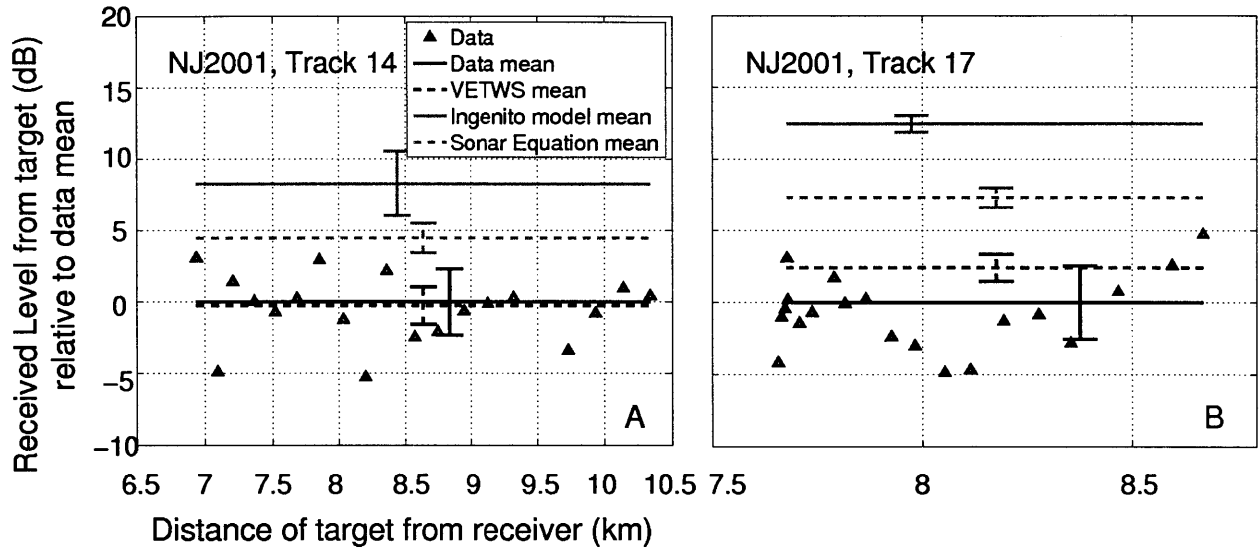 Received Level from target (dB)
relative to data mean
20
15
10
5
0
−5
−10
NJ2001, Track 14
Data
Data mean
VETWS mean
Ingenito model mean
Sonar Equation mean
A
6.5 7 7.5 8 8.5 9 9.5 10 10.5
NJ2001, Track 17
B
7.5 8 8.5
Distance of target from receiver (km)